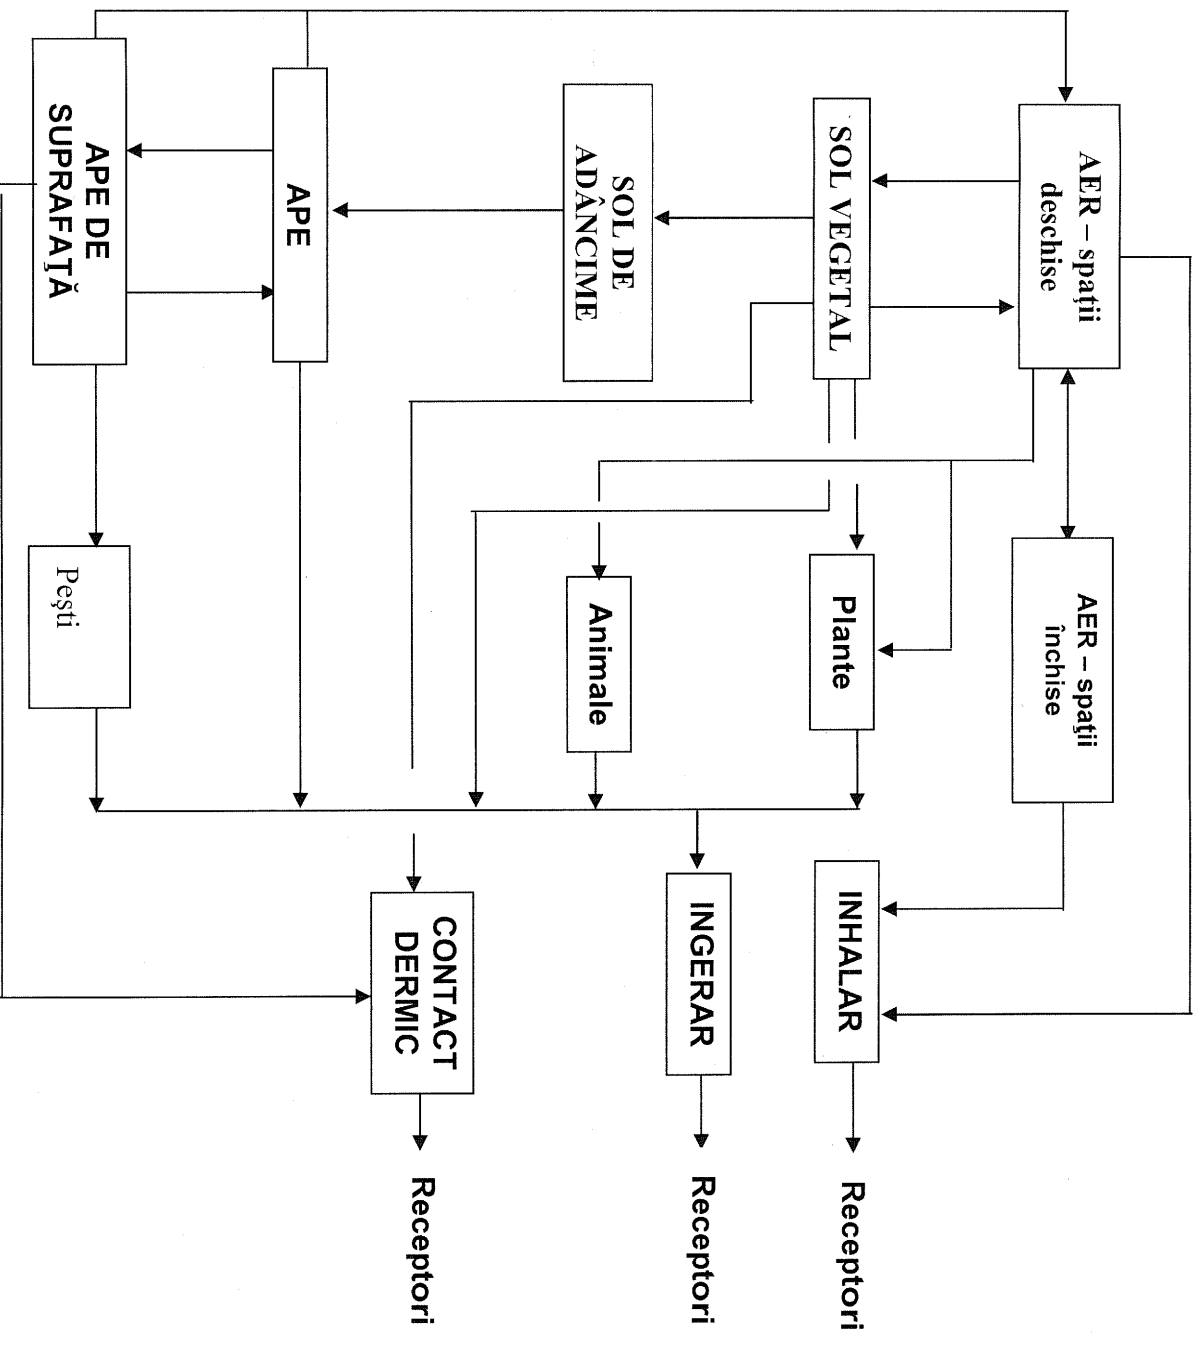 AER – spaţii
deschise
AER – spaţii
închise
SOL VEGETAL
Plante
INHALAR
Receptori
SOL DE
ADÂNCIME
Animale
INGERAR
Receptori
APE
CONTACT
DERMIC
Receptori
APE DE
SUPRAFAŢĂ
Peşti